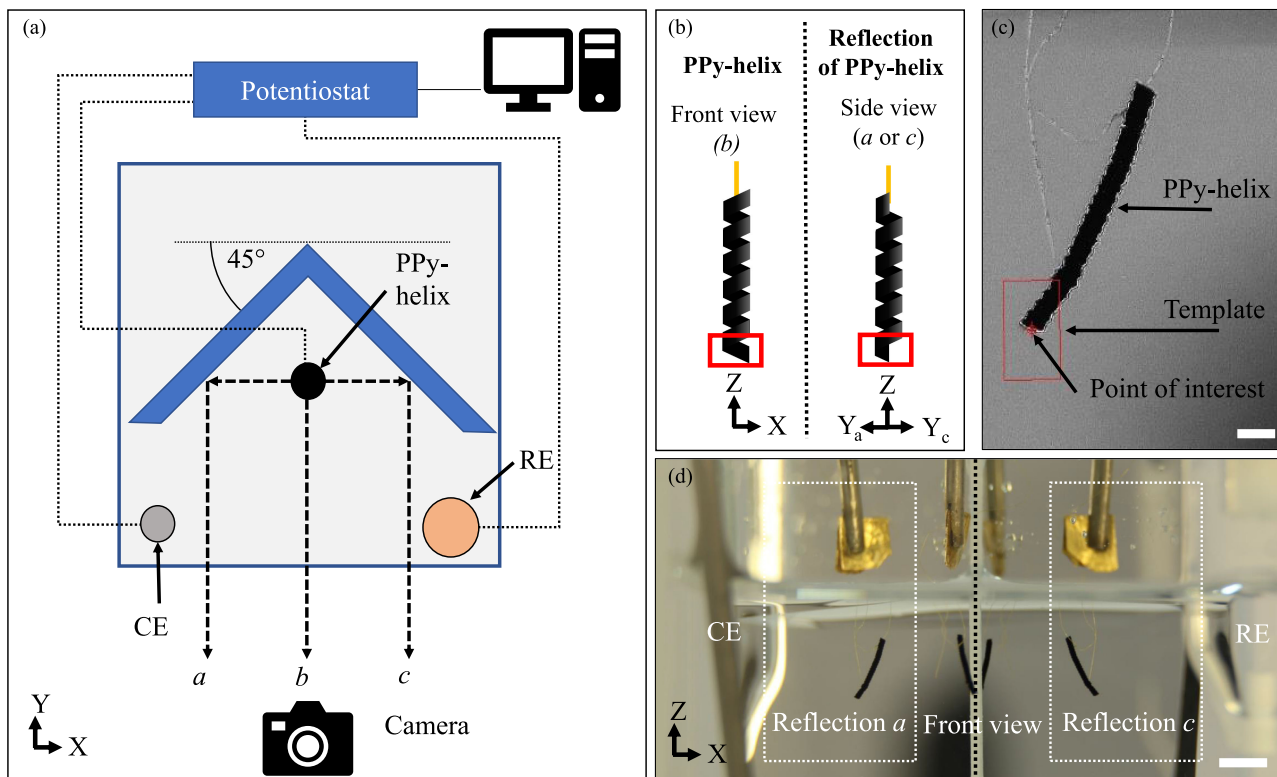 (a)
Potentiostat
45°
PPy-
helix
RE
CE
a
b
c
Camera
Y
X
(b)
PPy-helix
Reflection
of PPy-helix
Front view
(b)
Side view
(a or c)
Z
X
Z
Ya
Yc
(c)
PPy-helix
Template
Point of interest
(d)
CE
RE
Reflection a
Front view
Reflection c
Z
X